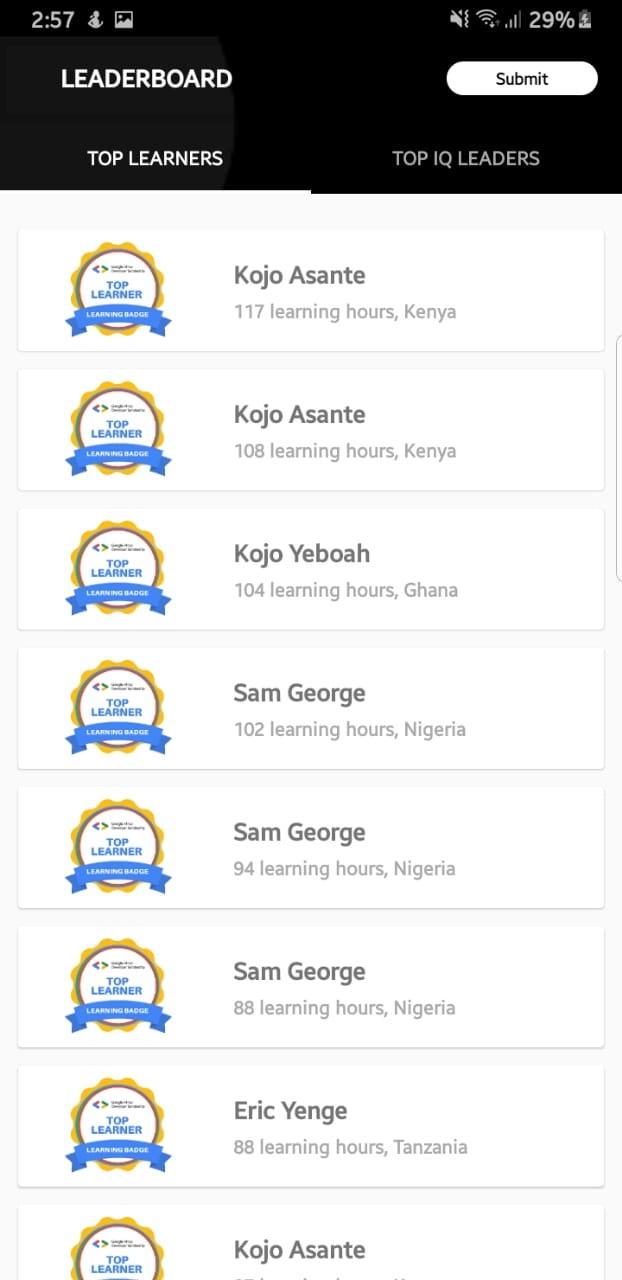 2:57
29%
LEADERBOARD
Submit
TOP LEARNERS
TOP IQ LEADERS
TOP
LEARNER
LEARNING BADGE
Kojo Asante
117 learning hours, Kenya
TOP
LEARNER
LEARNING BADGE
Kojo Asante
108 learning hours, Kenya
TOP
LEARNER
LEARNING BADGE
Kojo Yeboah
104 learning hours, Ghana
TOP
LEARNER
LEARNING BADGE
Sam George
102 learning hours, Nigeria
TOP
LEARNER
LEARNING BADGE
Sam George
94 learning hours, Nigeria
TOP
LEARNER
LEARNING BADGE
Sam George
88 learning hours, Nigeria
TOP
LEARNER
LEARNING BADGE
Eric Yenge
88 learning hours, Tanzania
TOP
LEARNER
Kojo Asante